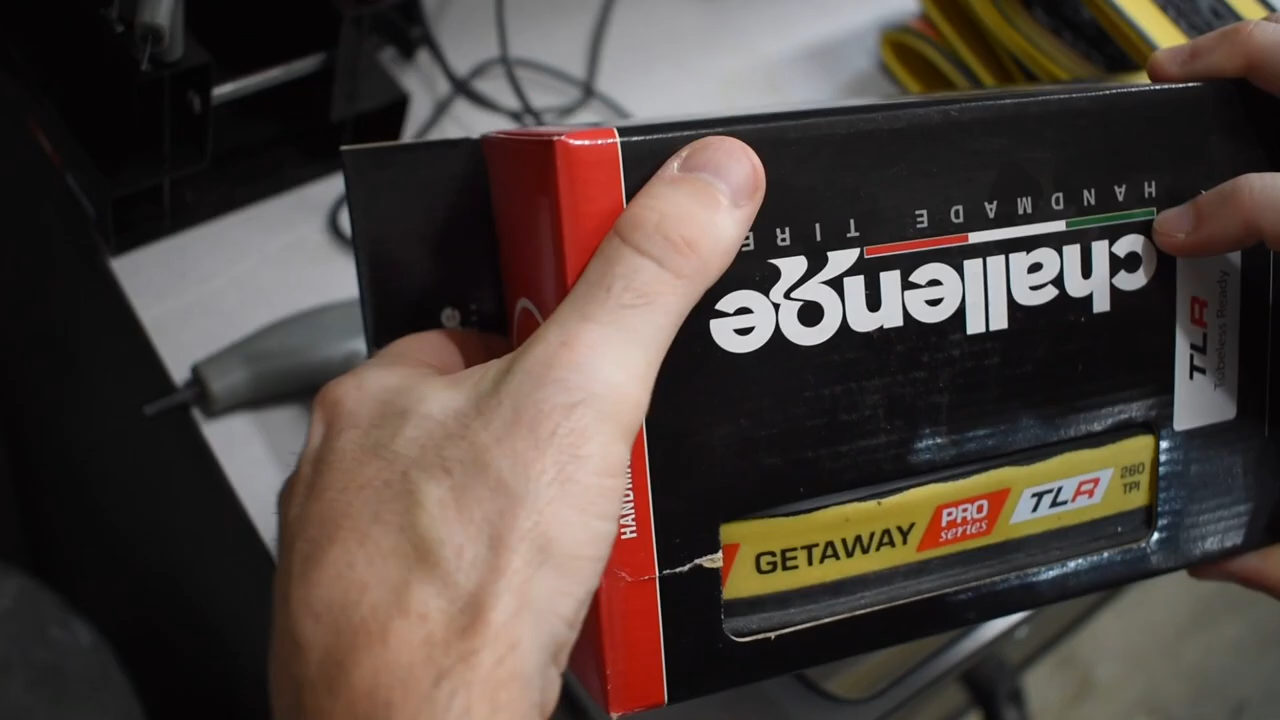 HANDMADE TIRE
challenge
TLR
Tubeless Ready
GETAWAY PRO series TLR 260 TPI